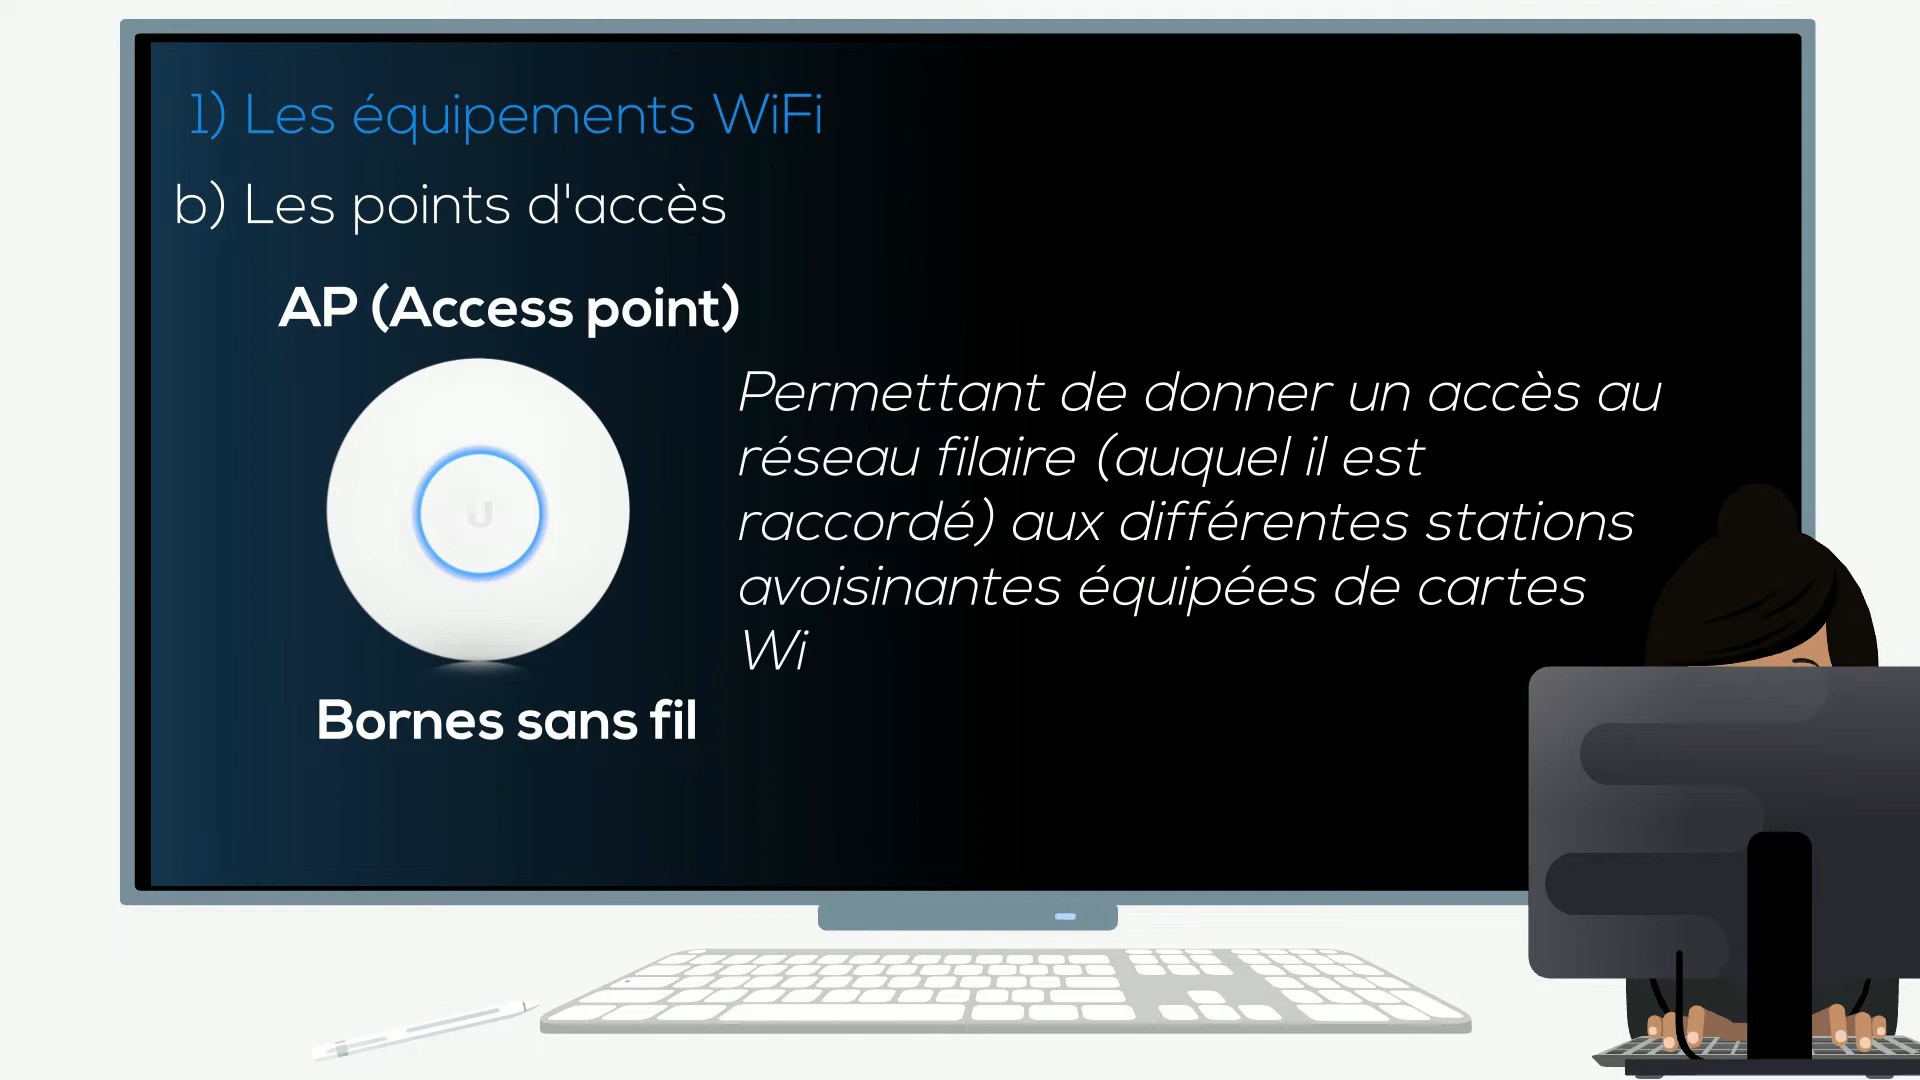 1) Les équipements WiFi
b) Les points d'accès
AP (Access point)
Permettant de donner un accès au
réseau filaire (auquel il est
raccordé) aux différentes stations
avoisinantes équipées de cartes
Wi
Bornes sans fil